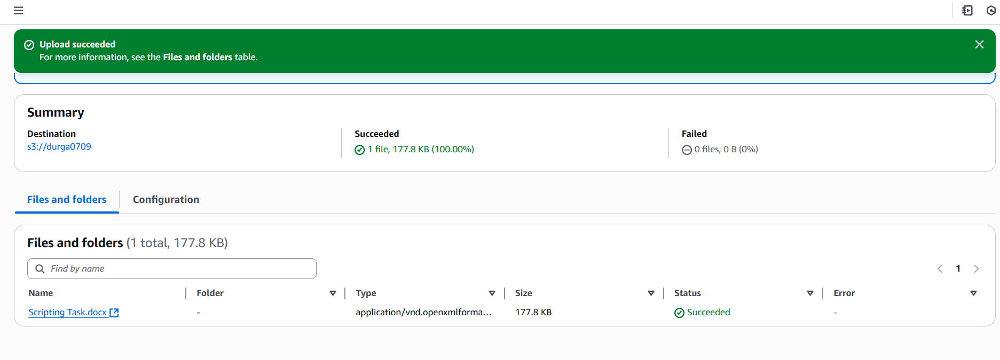 Upload succeeded
For more information, see the Files and folders table.
Summary
Destination
s3://durga0709
Succeeded
1 file, 177.8 KB (100.00%)
Failed
0 files, 0 B (0%)
Files and folders
Configuration
Files and folders (1 total, 177.8 KB)
Find by name
1
Name Folder Type Size Status Error
Scripting Task.docx - application/vnd.openxmlforma... 177.8 KB Succeeded -